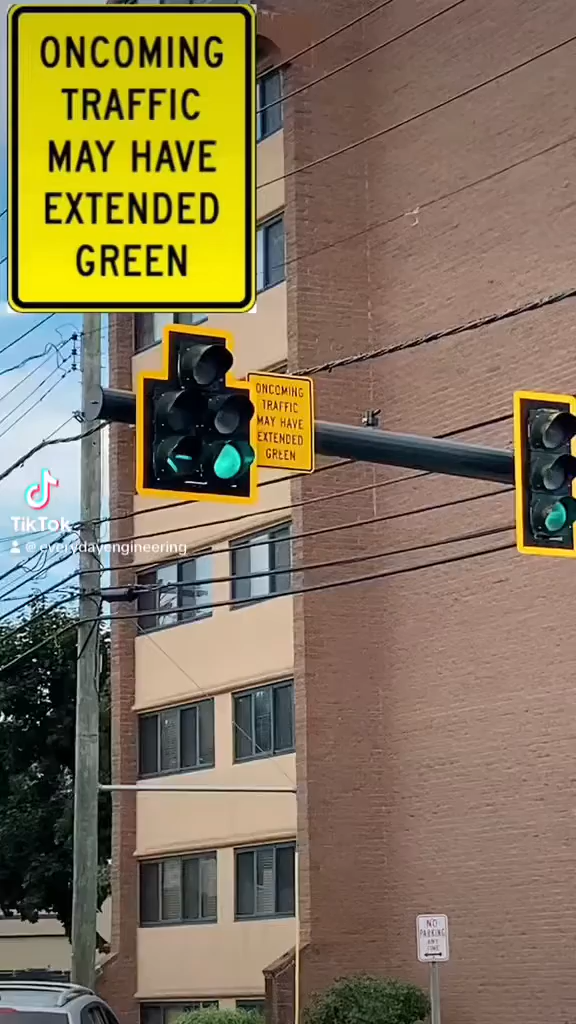 ONCOMING
TRAFFIC
MAY HAVE
EXTENDED
GREEN
ONCOMING
TRAFFIC
MAY HAVE
EXTENDED
GREEN
TikTok
@everydayengineering
NO
PARKING
ANY
TIME